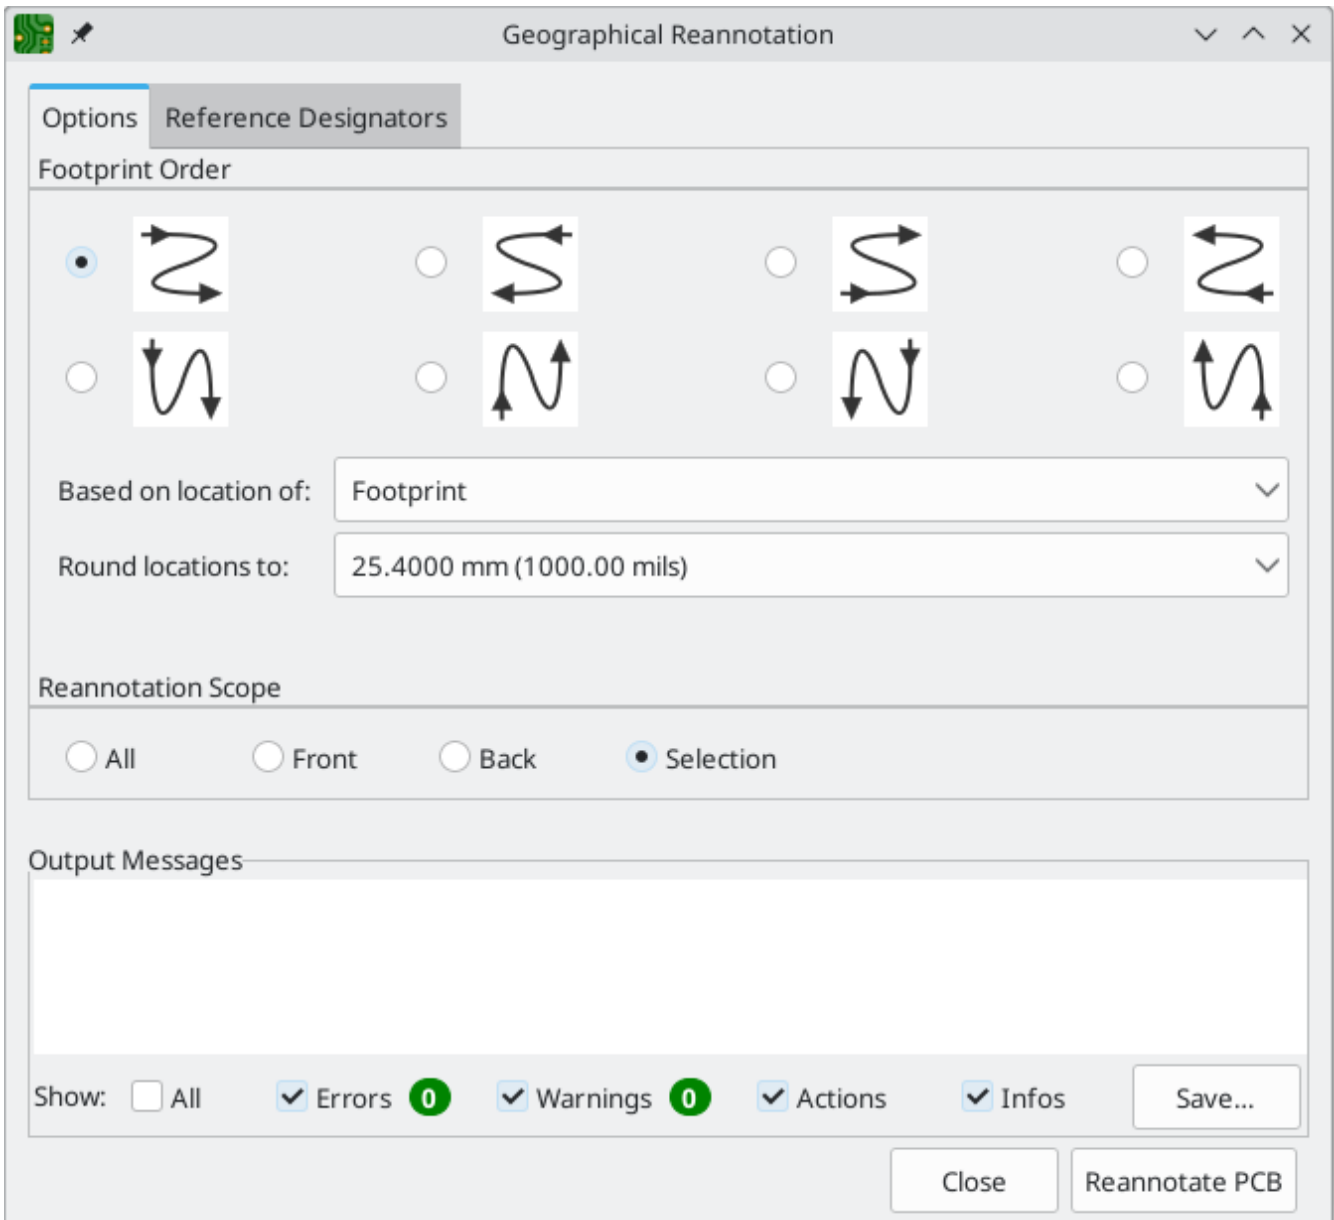 Geographical Reannotation
Options Reference Designators
Footprint Order
Based on location of: Footprint
Round locations to: 25.4000 mm (1000.00 mils)
Reannotation Scope
All Front Back Selection
Output Messages
Show: All Errors 0 Warnings 0 Actions Infos Save...
Close Reannotate PCB